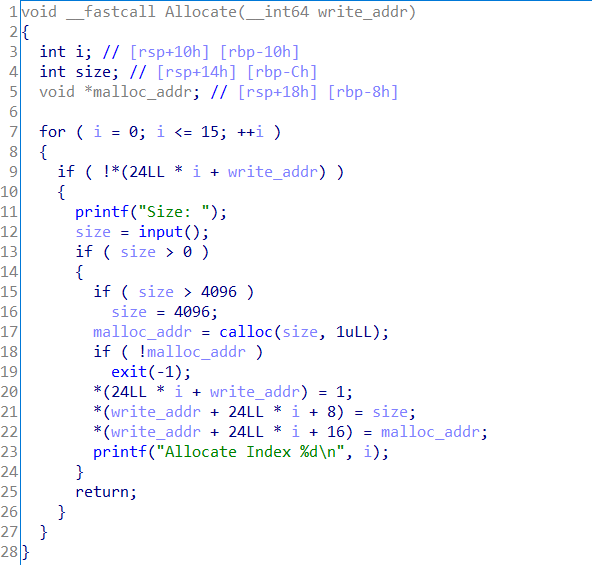 1 void __fastcall Allocate(__int64 write_addr)
2 {
3   int i; // [rsp+10h] [rbp-10h]
4   int size; // [rsp+14h] [rbp-Ch]
5   void *malloc_addr; // [rsp+18h] [rbp-8h]
6
7   for ( i = 0; i <= 15; ++i )
8   {
9     if ( !*(24LL * i + write_addr) )
10     {
11       printf("Size: ");
12       size = input();
13       if ( size > 0 )
14       {
15         if ( size > 4096 )
16           size = 4096;
17         malloc_addr = calloc(size, 1uLL);
18         if ( !malloc_addr )
19           exit(-1);
20         *(24LL * i + write_addr) = 1;
21         *(write_addr + 24LL * i + 8) = size;
22         *(write_addr + 24LL * i + 16) = malloc_addr;
23         printf("Allocate Index %d\n", i);
24       }
25       return;
26     }
27   }
28 }